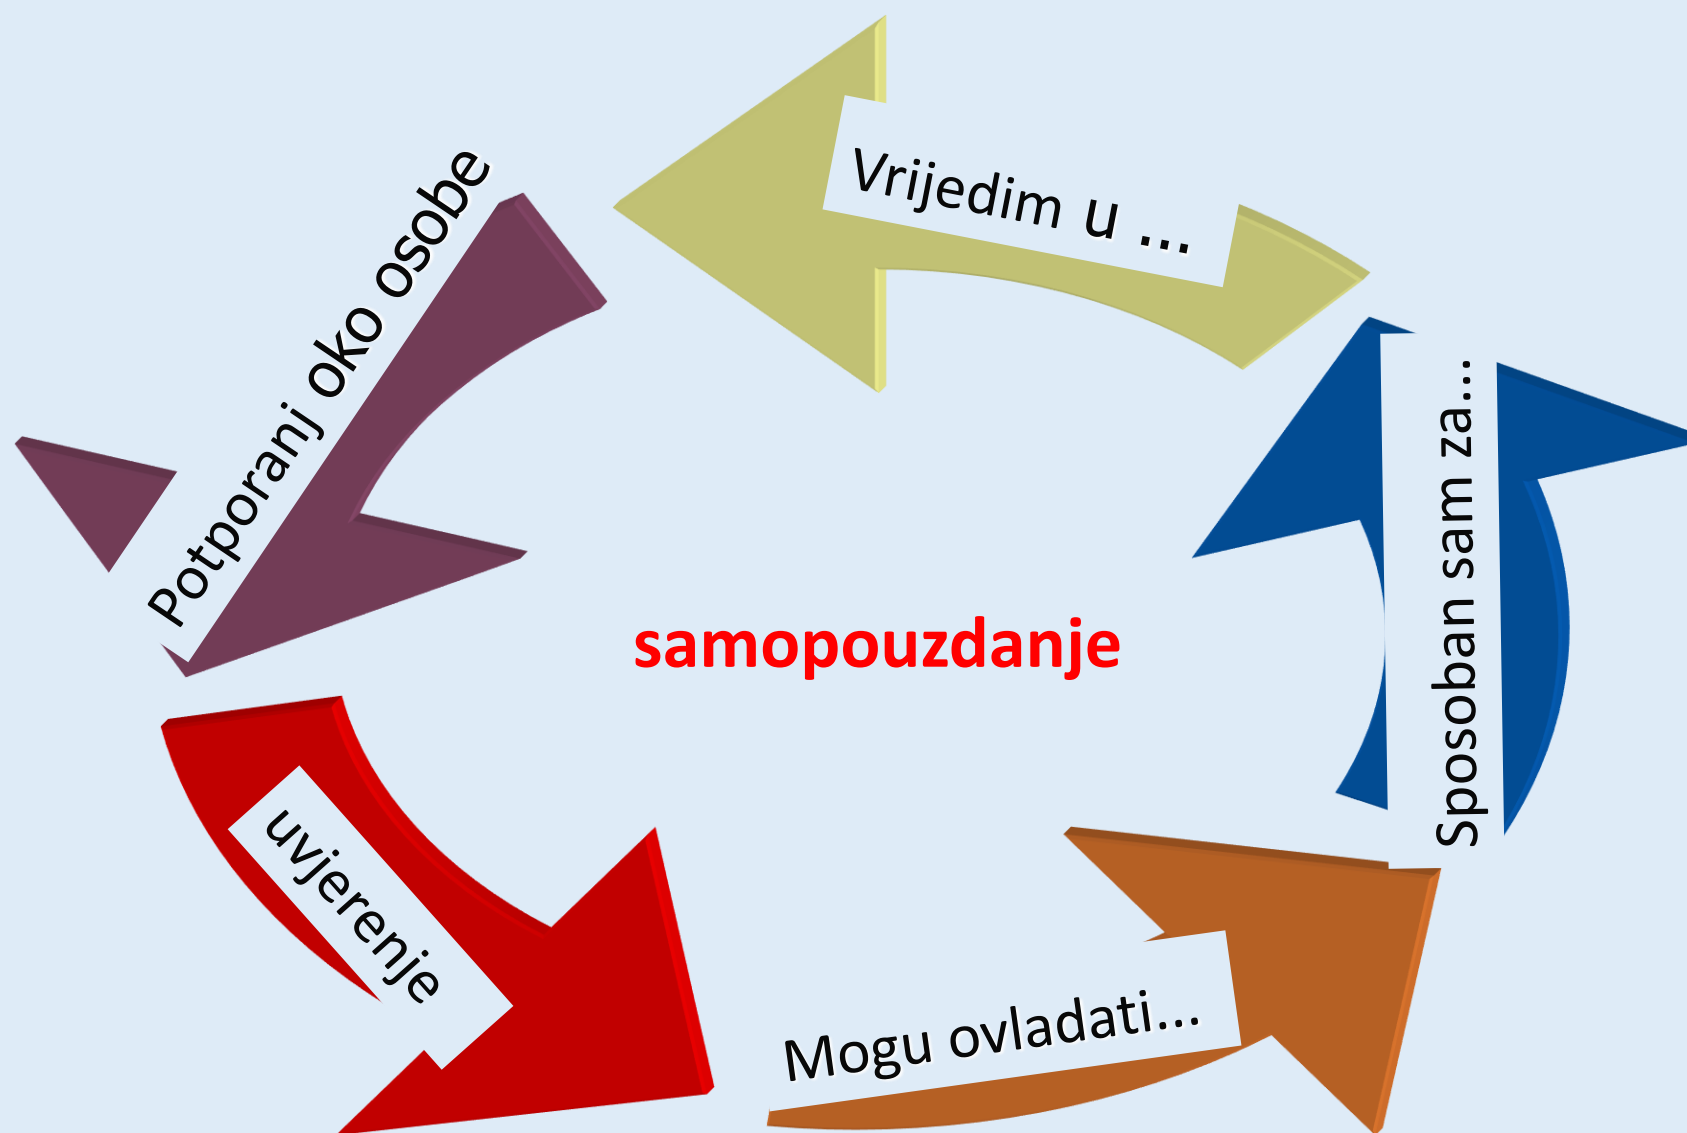 Vrijedim u ...
Potporanj oko osobe
Sposoban sam za...
samopouzdanje
uvjerenje
Mogu ovladati...